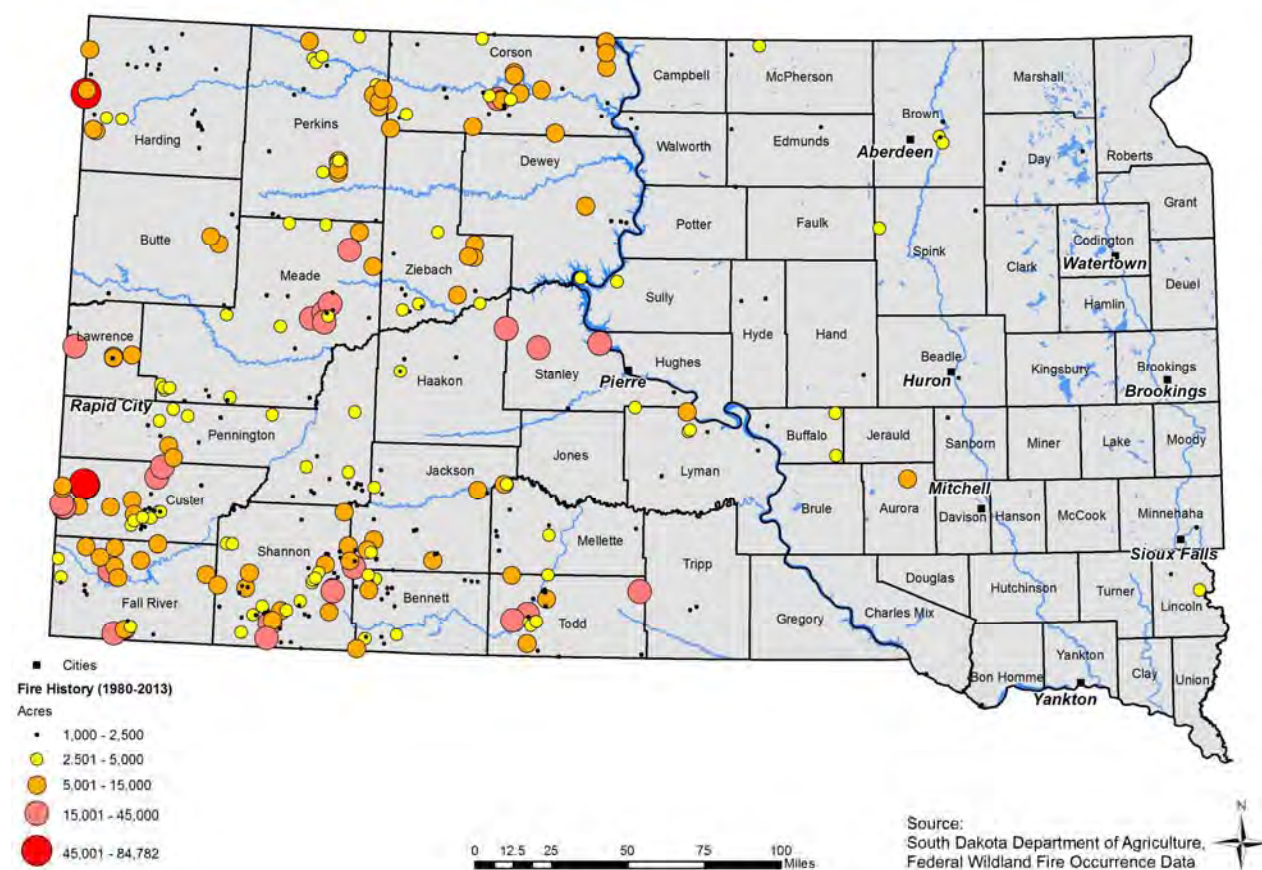 Corson
Campbell
McPherson
Marshall
Brown
Harding
Perkins
Walworth
Edmunds
Aberdeen
Day
Roberts
Dewey
Grant
Potter
Faulk
Butte
Codington
Watertown
Spink
Clark
Meade
Ziebach
Deuel
Hamlin
Sully
Lawrence
Hyde
Hand
Haakon
Stanley
Hughes
Beadle
Kingsbury
Brookings
Pierre
Huron
Brookings
Rapid City
Pennington
Buffalo
Jerauld
Sanborn
Miner
Lake
Moody
Jones
Jackson
Lyman
Custer
Mitchell
Brule
Aurora
Davison
Hanson
McCook
Minnehaha
Mellette
Shannon
Tripp
Sioux Falls
Douglas
Hutchinson
Turner
Lincoln
Fall River
Bennett
Todd
Gregory
Charles Mix
Yankton
Bon Homme
Clay
Union
Yankton
Cities
Fire History (1980-2013)
Acres
1,000 - 2,500
2.501 - 5,000
5,001 - 15,000
15,001 - 45,000
45,001 - 84,782
0 12.5 25 50 75 100
Miles
N
Source:
South Dakota Department of Agriculture,
Federal Wildland Fire Occurrence Data